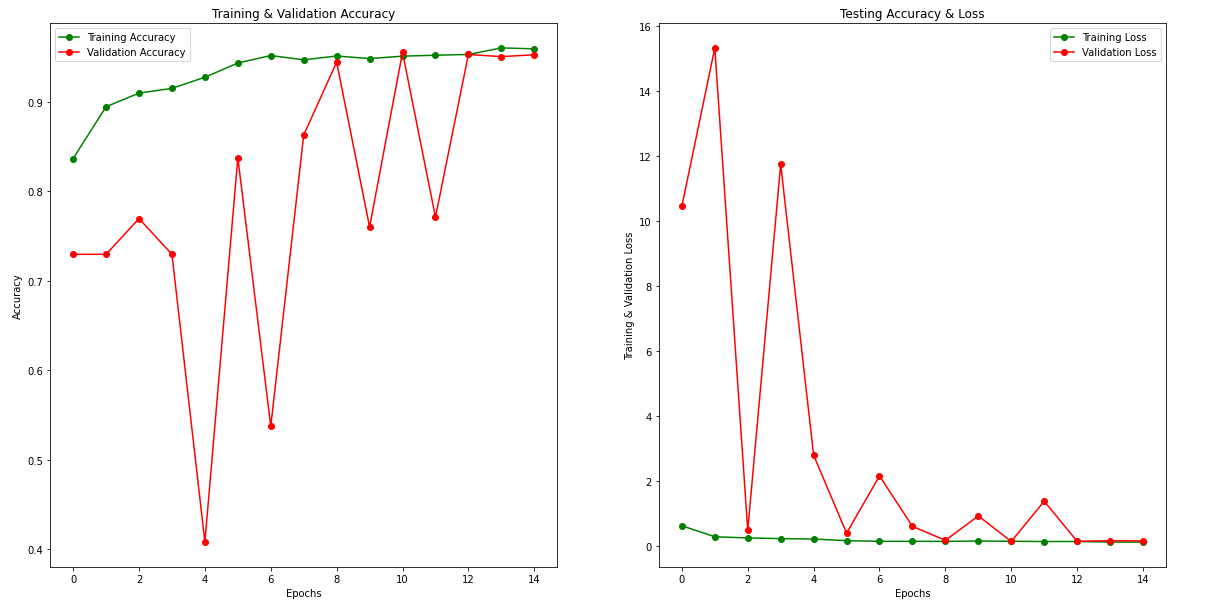 Training & Validation Accuracy
Training Accuracy
Validation Accuracy
0.9
0.8
0.7
0.6
0.5
0.4
Accuracy
0 2 4 6 8 10 12 14
Epochs
Testing Accuracy & Loss
Training Loss
Validation Loss
16
14
12
10
8
6
4
2
0
Training & Validation Loss
0 2 4 6 8 10 12 14
Epochs